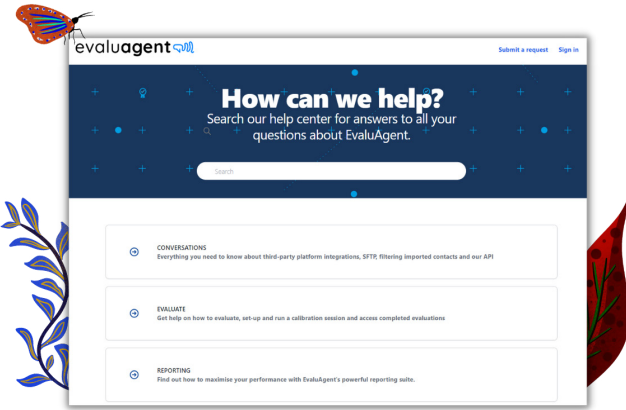 evaluagent
Submit a request Sign in
How can we help?
Search our help center for answers to all your
questions about EvaluAgent.
Search
CONVERSATIONS
Everything you need to know about third-party platform integrations, SFTP, filtering imported contacts and our API
EVALUATE
Get help on how to evaluate, set-up and run a calibration session and access completed evaluations
REPORTING
Find out how to maximise your performance with EvaluAgent's powerful reporting suite.